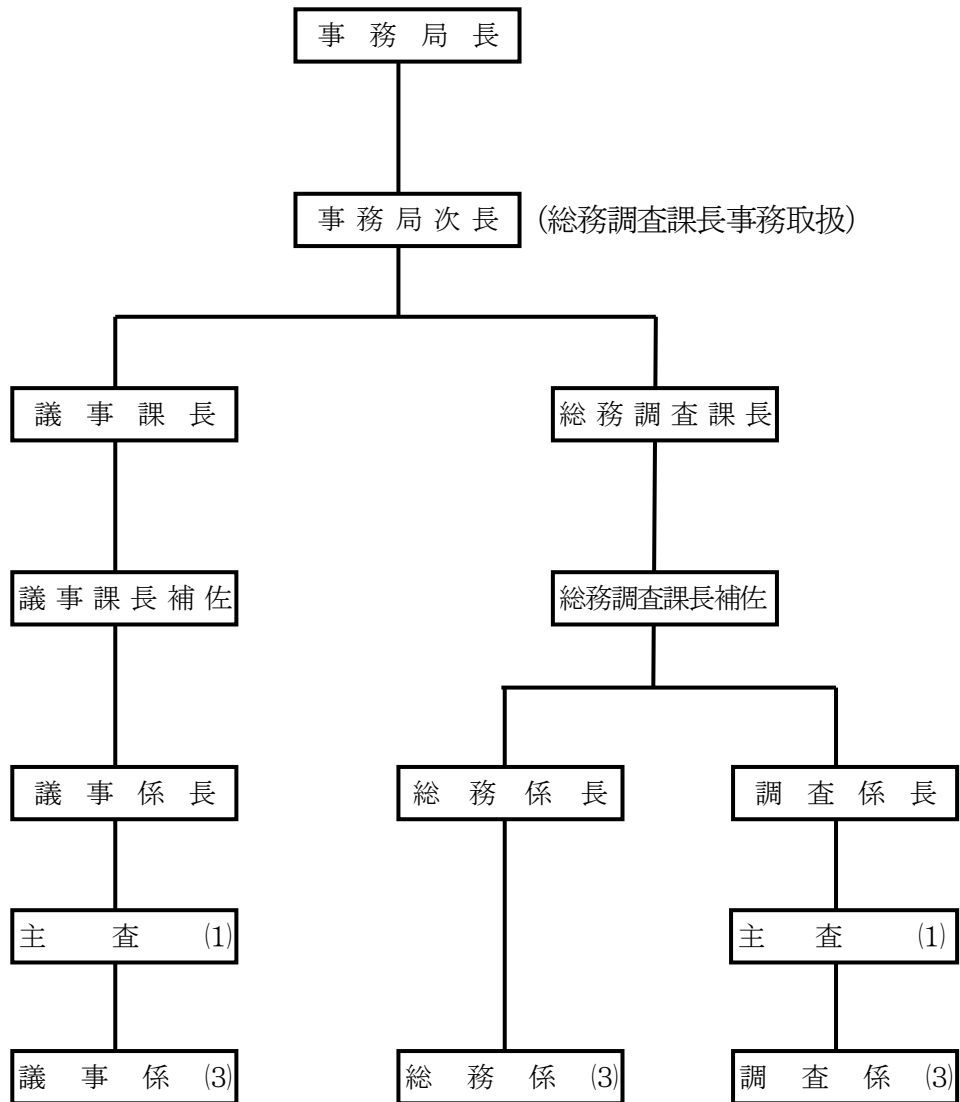 事務局長
事務局次長 (総務調査課長事務取扱)
議事課長 総務調査課長
議事課長補佐 総務調査課長補佐
議事係長 総務係長 調査係長
主査 ⑴ 主査 ⑴
議事係 ⑶ 総務係 ⑶ 調査係 ⑶